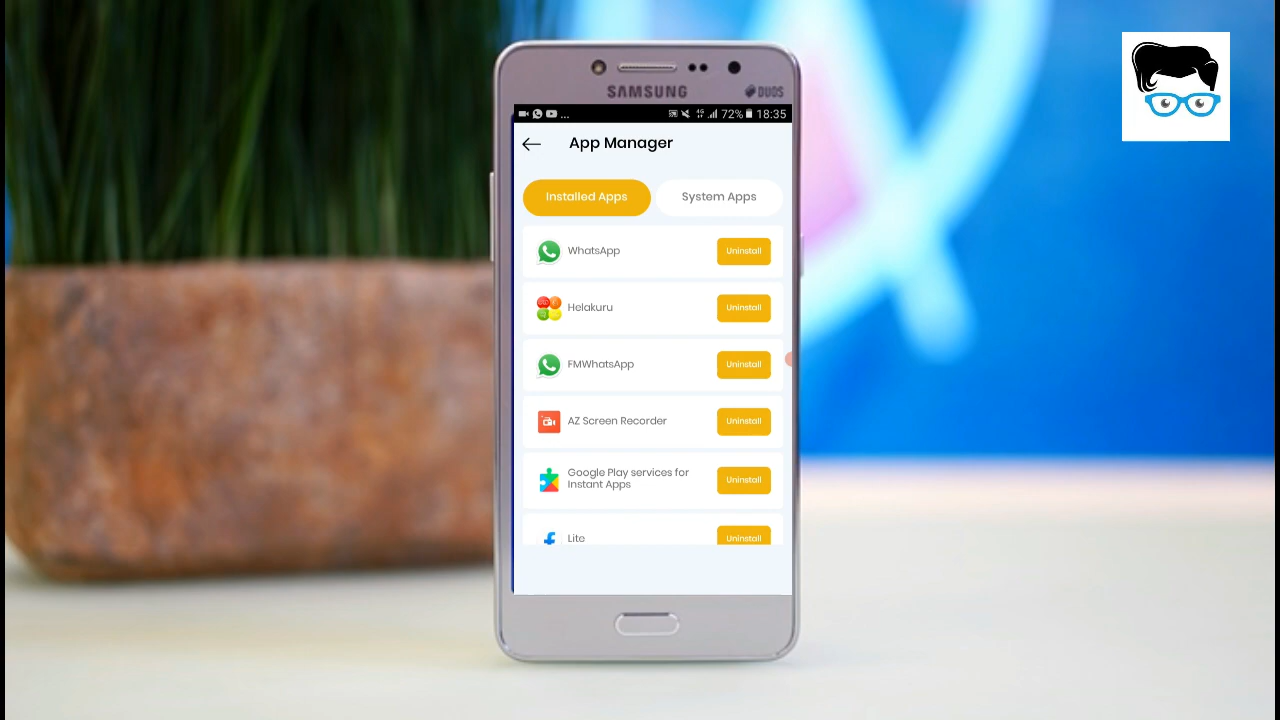 SAMSUNG
DUOS
... 4G 72% 18:35
App Manager
Installed Apps
System Apps
WhatsApp
Uninstall
Helakuru
Uninstall
FMWhatsApp
Uninstall
AZ Screen Recorder
Uninstall
Google Play services for
Instant Apps
Uninstall
Lite
Uninstall